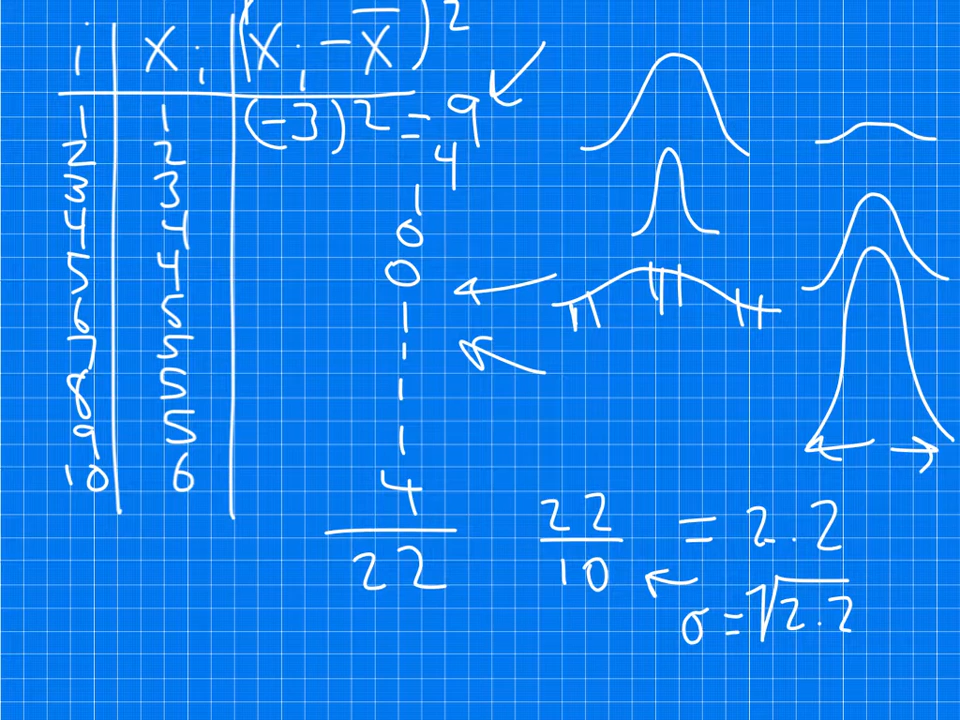 i Xi (Xi - X̅)²
1 1 (-3)² = 9
2 2 4
3 3 1
4 4 0
5 4 0
6 5 1
7 5 1
8 5 1
9 5 1
10 6 4
22
22/10 = 2.2
σ = √2.2